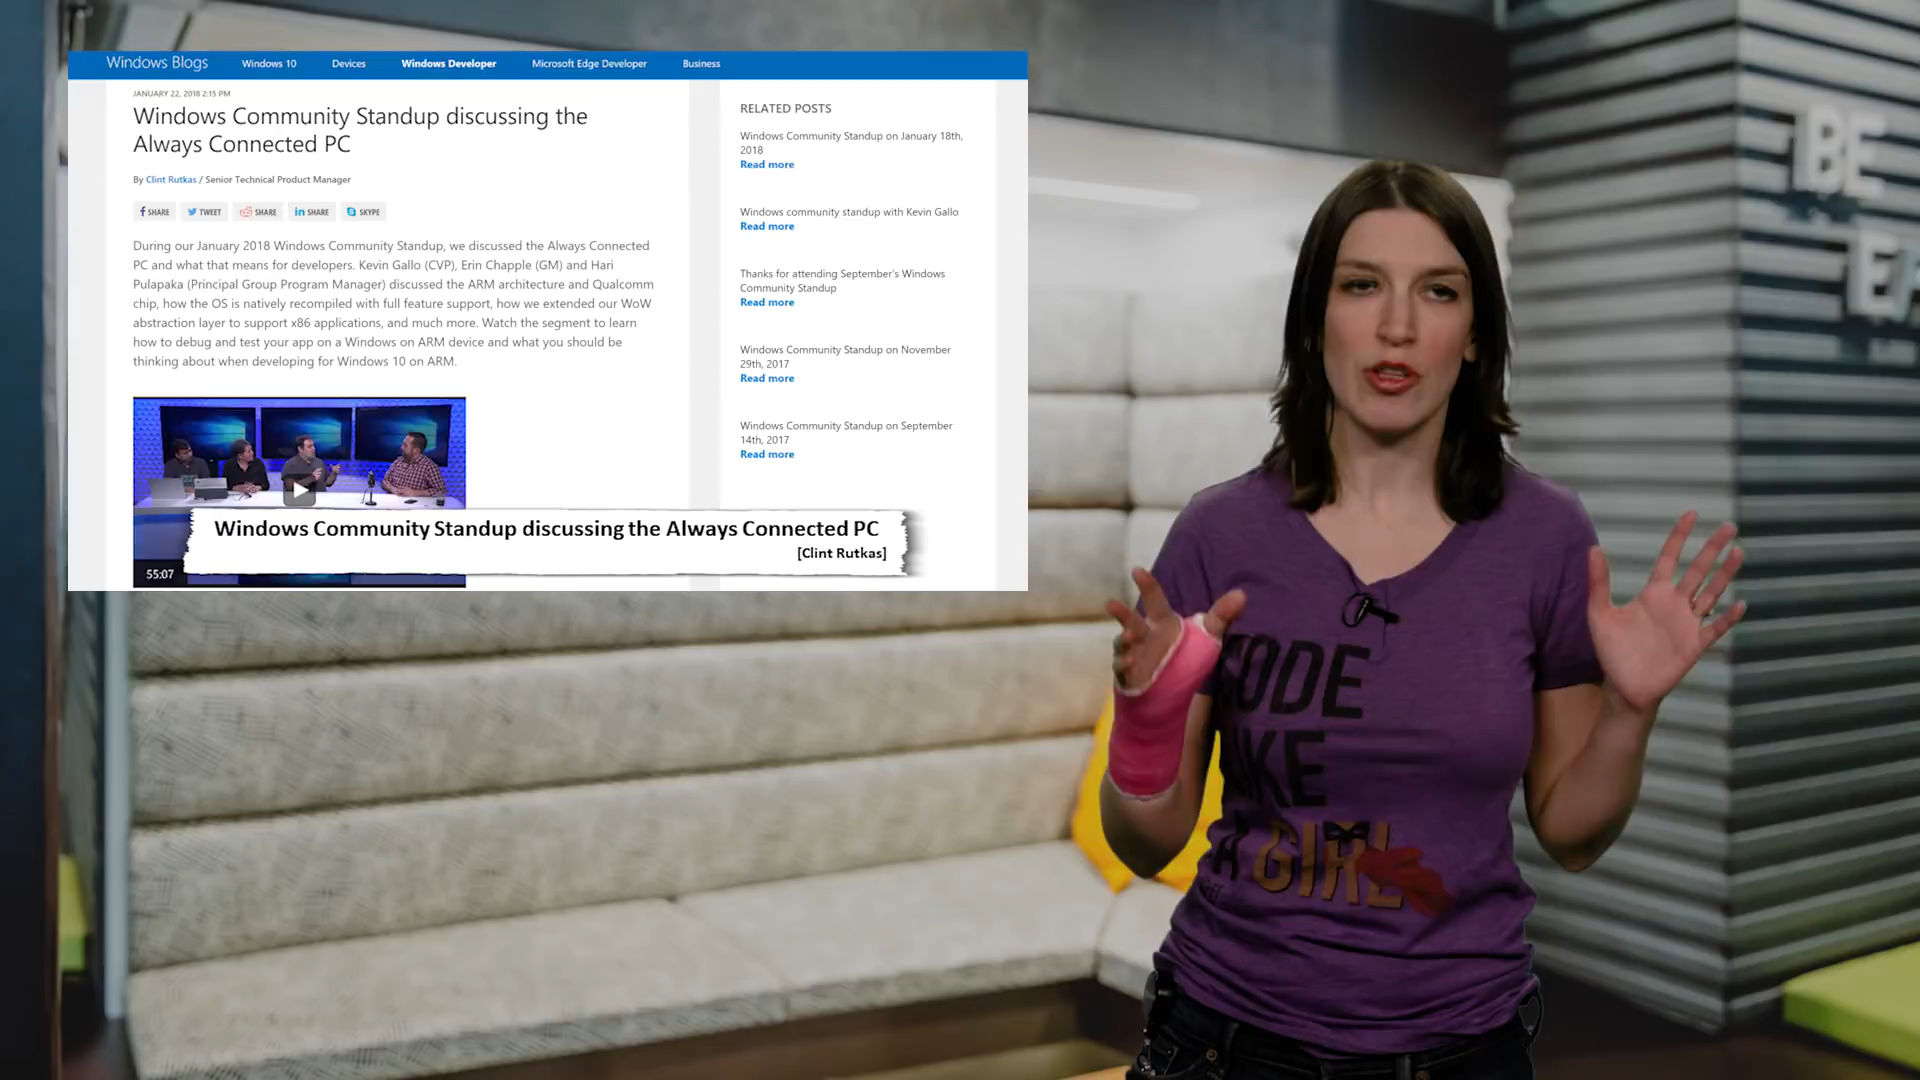 Windows Blogs Windows 10 Devices Windows Developer Microsoft Edge Developer Business
JANUARY 22, 2018 2:15 PM
Windows Community Standup discussing the
Always Connected PC
By Clint Rutkas / Senior Technical Product Manager
SHARE TWEET SHARE SHARE SKYPE
During our January 2018 Windows Community Standup, we discussed the Always Connected
PC and what that means for developers. Kevin Gallo (CVP), Erin Chapple (GM) and Hari
Pulapaka (Principal Group Program Manager) discussed the ARM architecture and Qualcomm
chip, how the OS is natively recompiled with full feature support, how we extended our WoW
abstraction layer to support x86 applications, and much more. Watch the segment to learn
how to debug and test your app on a Windows on ARM device and what you should be
thinking about when developing for Windows 10 on ARM.
55:07
RELATED POSTS
Windows Community Standup on January 18th,
2018
Read more
Windows community standup with Kevin Gallo
Read more
Thanks for attending September's Windows
Community Standup
Read more
Windows Community Standup on November
29th, 2017
Read more
Windows Community Standup on September
14th, 2017
Read more
Windows Community Standup discussing the Always Connected PC
[Clint Rutkas]
BE
CODE
LIKE
A GIRL